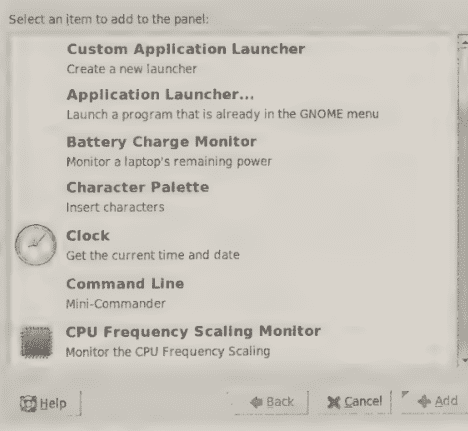 Select an item to add to the panel:
Custom Application Launcher
Create a new launcher
Application Launcher...
Launch a program that is already in the GNOME menu
Battery Charge Monitor
Monitor a laptop's remaining power
Character Palette
Insert characters
Clock
Get the current time and date
Command Line
Mini-Commander
CPU Frequency Scaling Monitor
Monitor the CPU Frequency Scaling
Help Back Cancel Add